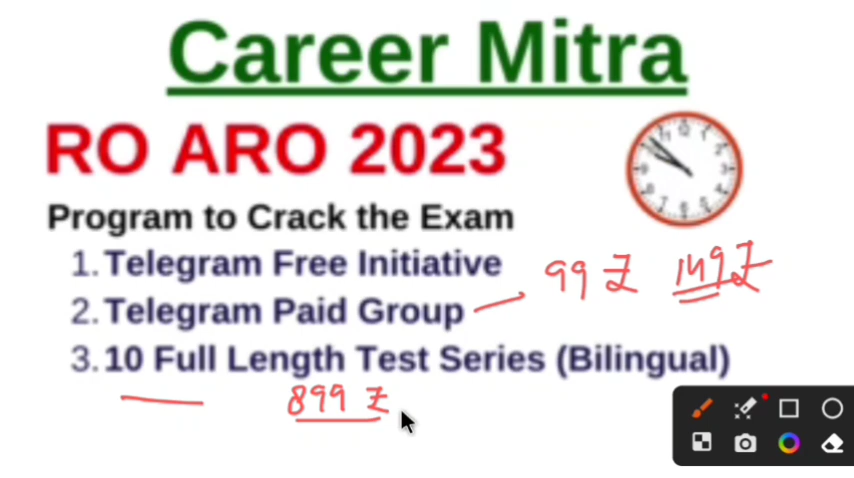 Career Mitra
RO ARO 2023
Program to Crack the Exam
1. Telegram Free Initiative
99 ₹ 149 ₹
2. Telegram Paid Group
3. 10 Full Length Test Series (Bilingual)
899 ₹